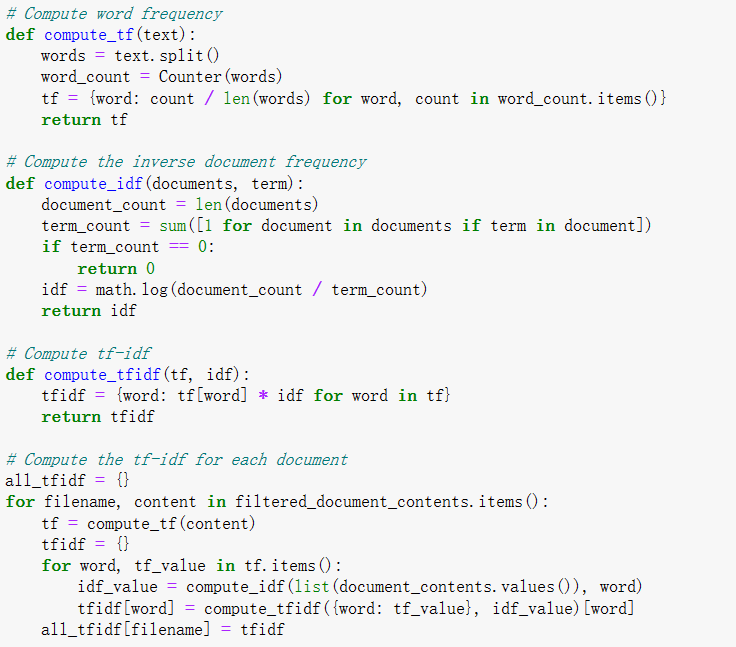 # Compute word frequency
def compute_tf(text):
    words = text.split()
    word_count = Counter(words)
    tf = {word: count / len(words) for word, count in word_count.items()}
    return tf

# Compute the inverse document frequency
def compute_idf(documents, term):
    document_count = len(documents)
    term_count = sum([1 for document in documents if term in document])
    if term_count == 0:
        return 0
    idf = math.log(document_count / term_count)
    return idf

# Compute tf-idf
def compute_tfidf(tf, idf):
    tfidf = {word: tf[word] * idf for word in tf}
    return tfidf

# Compute the tf-idf for each document
all_tfidf = {}
for filename, content in filtered_document_contents.items():
    tf = compute_tf(content)
    tfidf = {}
    for word, tf_value in tf.items():
        idf_value = compute_idf(list(document_contents.values()), word)
        tfidf[word] = compute_tfidf({word: tf_value}, idf_value)[word]
    all_tfidf[filename] = tfidf